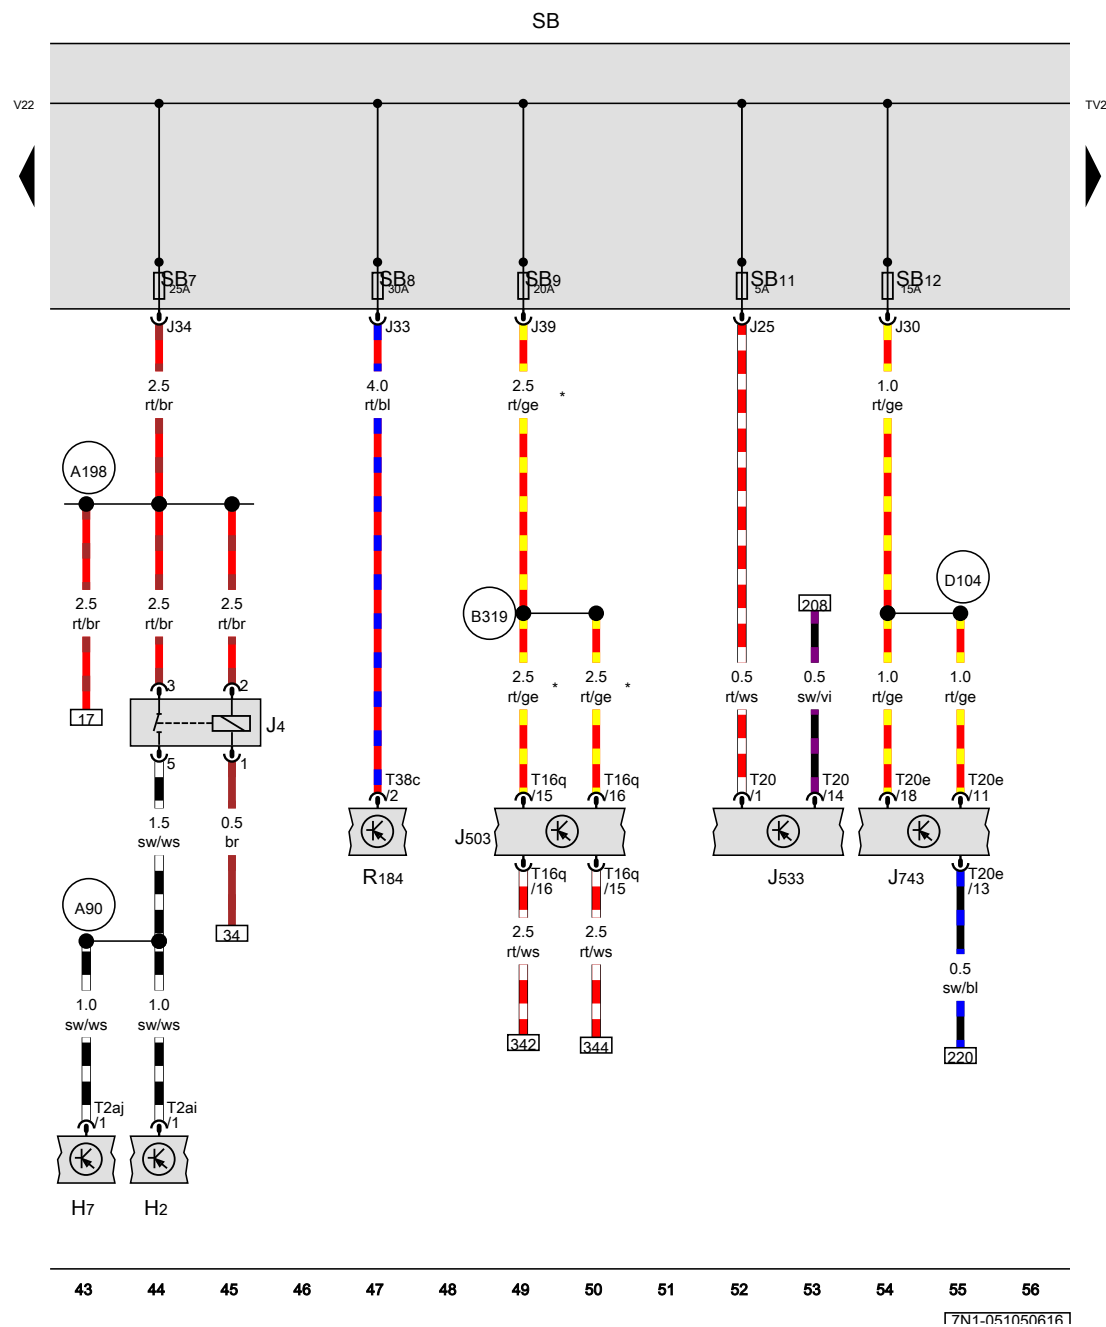 SB
V22
TV2
SB7
25A
SB8
30A
SB9
20A
SB11
5A
SB12
15A
J34
J33
J39
J25
J30
2.5
rt/br
4.0
rt/bl
2.5
rt/ge *
1.0
rt/ge
A198
D104
B319
208
2.5
rt/br
2.5
rt/br
2.5
rt/br
2.5
rt/ge *
2.5
rt/ge *
0.5
rt/ws
0.5
sw/vi
1.0
rt/ge
1.0
rt/ge
3
2
17
J4
5
1
T38c
/2
T16q
/15
T16q
/16
T20
/1
T20
/14
T20e
/18
T20e
/11
1.5
sw/ws
0.5
br
J503
R184
T16q
/16
T16q
/15
J533
J743
T20e
/13
A90
34
2.5
rt/ws
2.5
rt/ws
0.5
sw/bl
1.0
sw/ws
1.0
sw/ws
342
344
220
T2aj
/1
T2ai
/1
H7
H2
43 44 45 46 47 48 49 50 51 52 53 54 55 56
7N1-051050616